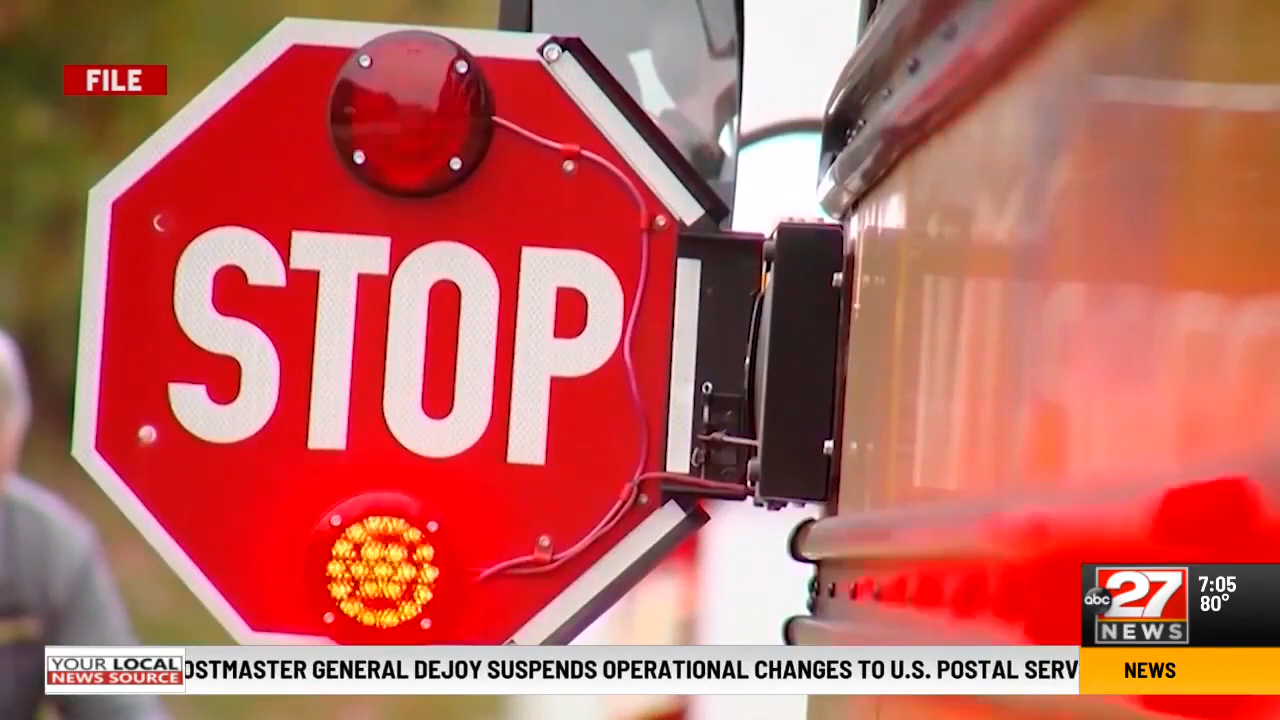 FILE
STOP
abc 27
NEWS
7:05
80°
YOUR LOCAL
NEWS SOURCE
OSTMASTER GENERAL DEJOY SUSPENDS OPERATIONAL CHANGES TO U.S. POSTAL SERV
NEWS